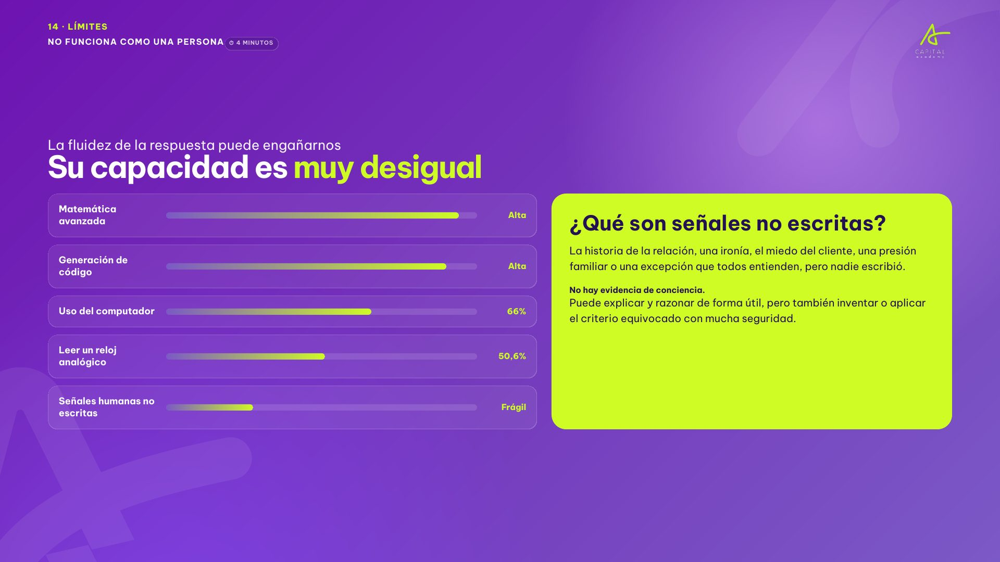 14 · LÍMITES
NO FUNCIONA COMO UNA PERSONA
⏱ 4 MINUTOS
CAPITAL
academy
La fluidez de la respuesta puede engañarnos
Su capacidad es muy desigual
Matemática
avanzada
Alta
Generación de
código
Alta
Uso del computador
66%
Leer un reloj
analógico
50,6%
Señales humanas no
escritas
Frágil
¿Qué son señales no escritas?
La historia de la relación, una ironía, el miedo del cliente, una presión
familiar o una excepción que todos entienden, pero nadie escribió.
No hay evidencia de conciencia.
Puede explicar y razonar de forma útil, pero también inventar o aplicar
el criterio equivocado con mucha seguridad.